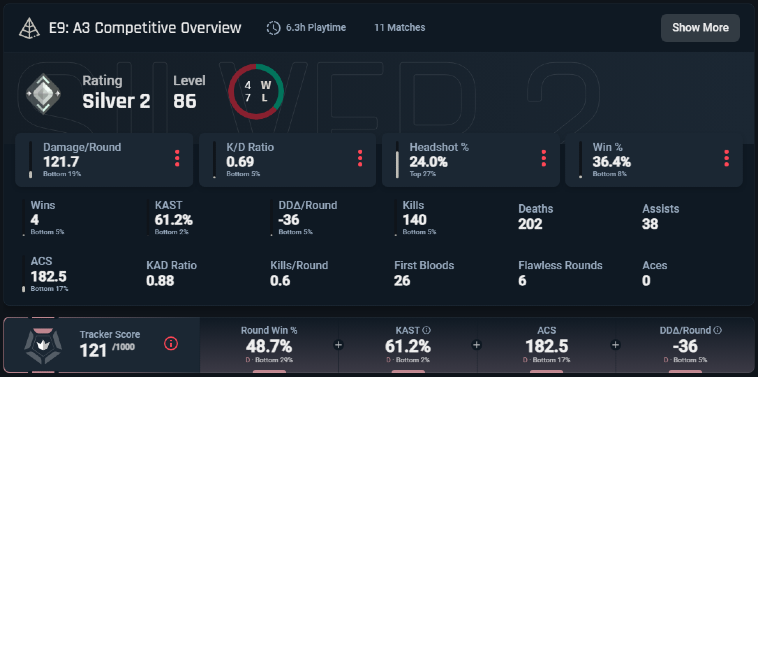 E9: A3 Competitive Overview
6.3h Playtime
11 Matches
Show More
SILVER 2
Rating
Silver 2
Level
86
4 W
7 L
Damage/Round
121.7
Bottom 19%
K/D Ratio
0.69
Bottom 5%
Headshot %
24.0%
Top 27%
Win %
36.4%
Bottom 8%
Wins
4
Bottom 5%
KAST
61.2%
Bottom 2%
DDΔ/Round
-36
Bottom 5%
Kills
140
Bottom 5%
Deaths
202
Assists
38
ACS
182.5
Bottom 17%
KAD Ratio
0.88
Kills/Round
0.6
First Bloods
26
Flawless Rounds
6
Aces
0
Tracker Score
121 /1000
Round Win %
48.7%
D · Bottom 29%
+
KAST
61.2%
D · Bottom 2%
+
ACS
182.5
D · Bottom 17%
+
DDΔ/Round
-36
D · Bottom 5%